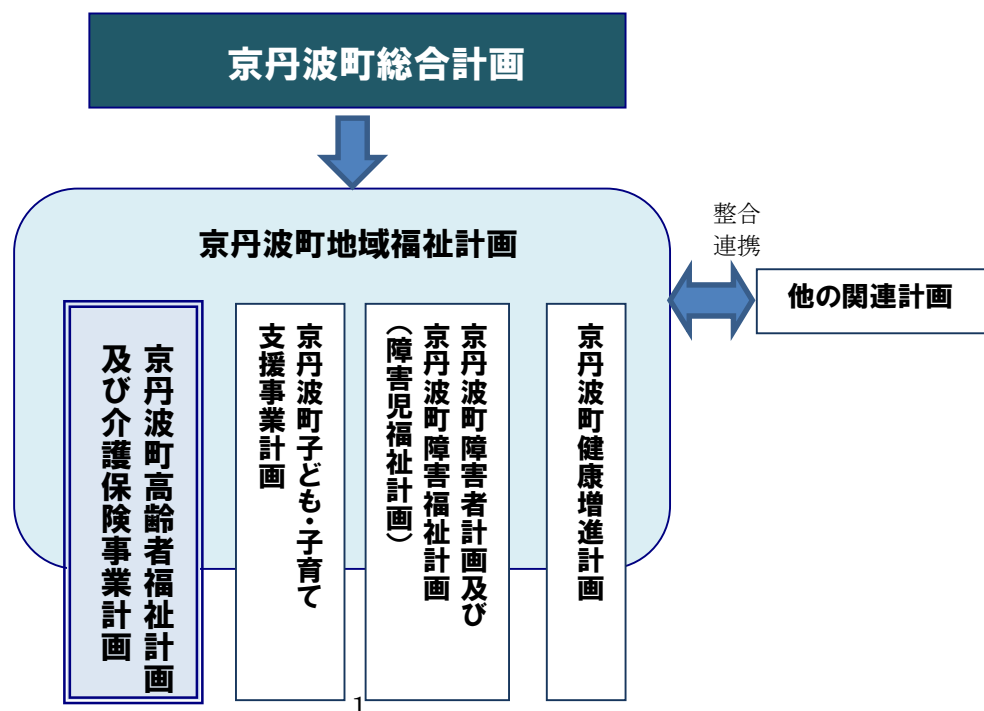 京丹波町総合計画
京丹波町地域福祉計画
整合
連携
他の関連計画
京丹波町高齢者福祉計画
及び介護保険事業計画
京丹波町子ども・子育て
支援事業計画
京丹波町障害者計画及び
京丹波町障害福祉計画
（障害児福祉計画）
京丹波町健康増進計画
1